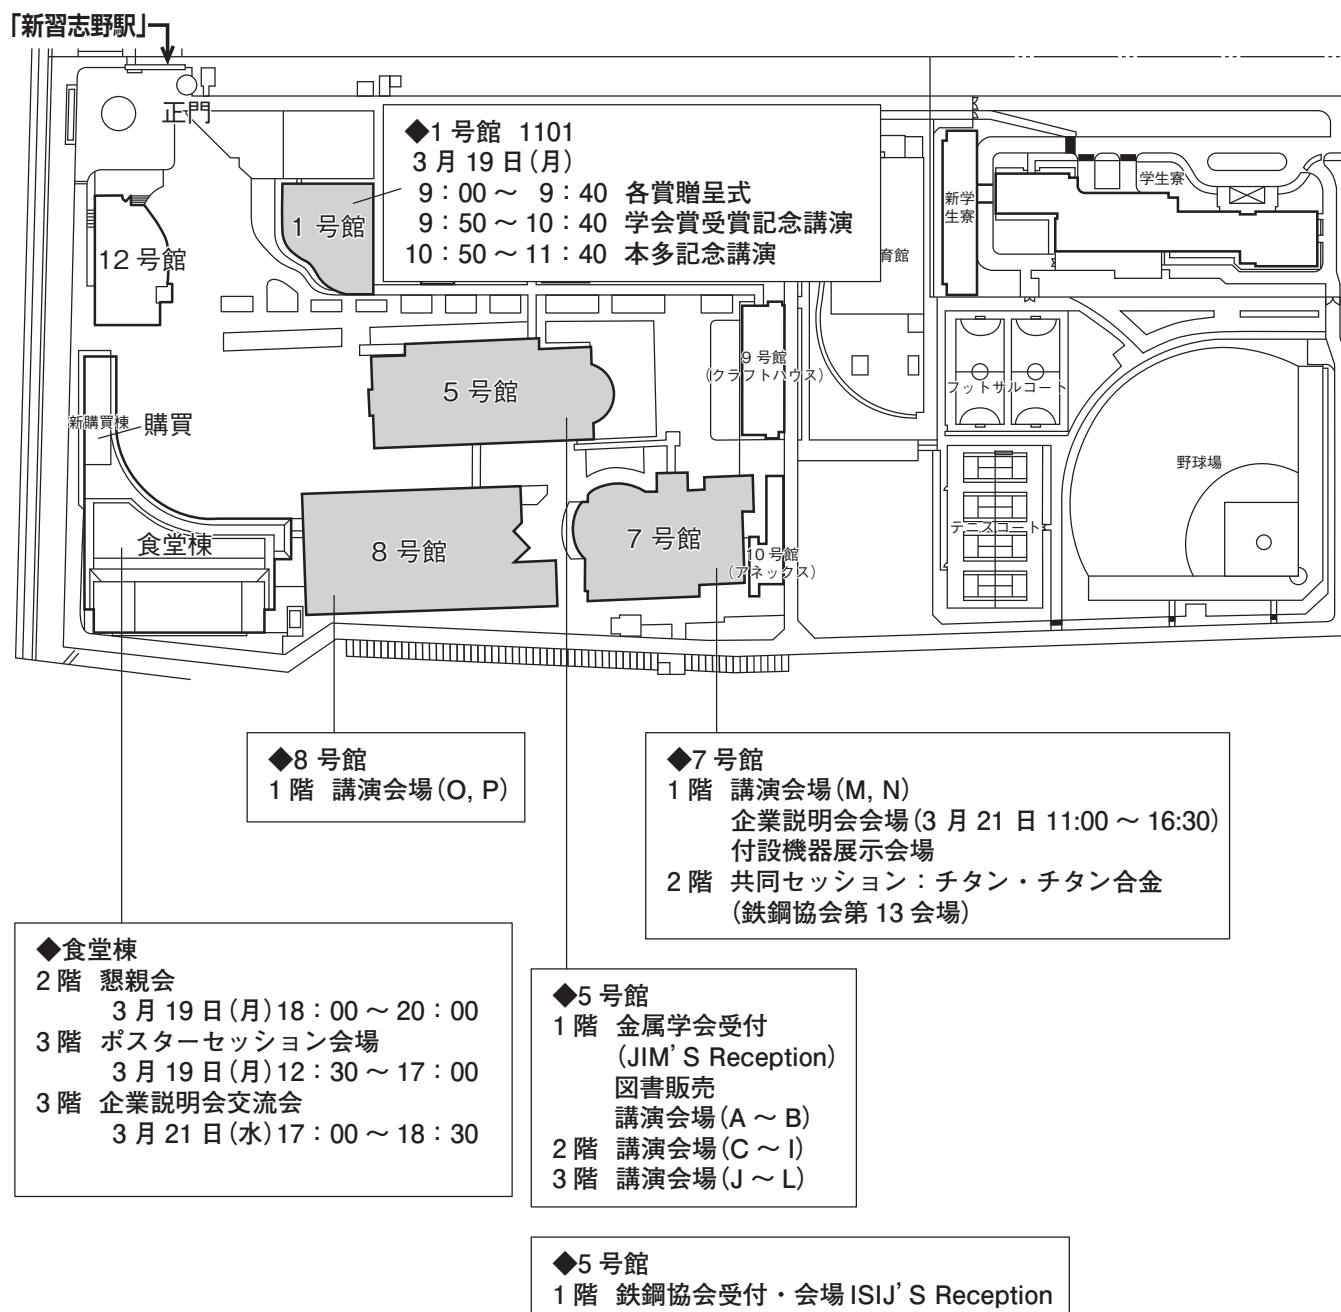 「新習志野駅」
正門
◆1 号館 1101
3 月 19 日(月)
9:00 ～ 9:40 各賞贈呈式
9:50 ～ 10:40 学会賞受賞記念講演
10:50 ～ 11:40 本多記念講演
1 号館
12 号館
育館
新学
生寮
学生寮
9 号館
(クラフトハウス)
フットサルコート
5 号館
新購買棟
購買
野球場
テニスコート
食堂棟
8 号館
7 号館
10 号館
(アネックス)
◆8 号館
1 階 講演会場(O, P)
◆7 号館
1 階 講演会場(M, N)
企業説明会会場(3 月 21 日 11:00 ～ 16:30)
付設機器展示会場
2 階 共同セッション：チタン・チタン合金
(鉄鋼協会第 13 会場)
◆食堂棟
2 階 懇親会
3 月 19 日(月)18：00 ～ 20：00
3 階 ポスターセッション会場
3 月 19 日(月)12：30 ～ 17：00
3 階 企業説明会交流会
3 月 21 日(水)17：00 ～ 18：30
◆5 号館
1 階 金属学会受付
(JIM’S Reception)
図書販売
講演会場(A ～ B)
2 階 講演会場(C ～ I)
3 階 講演会場(J ～ L)
◆5 号館
1 階 鉄鋼協会受付・会場 ISIJ’S Reception